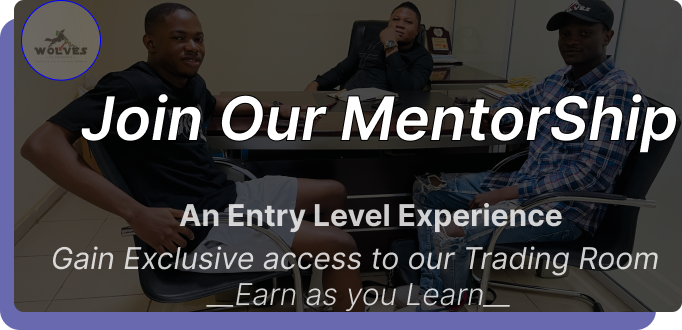 WOLVES
Join Our MentorShip
An Entry Level Experience
Gain Exclusive access to our Trading Room
__Earn as you Learn__